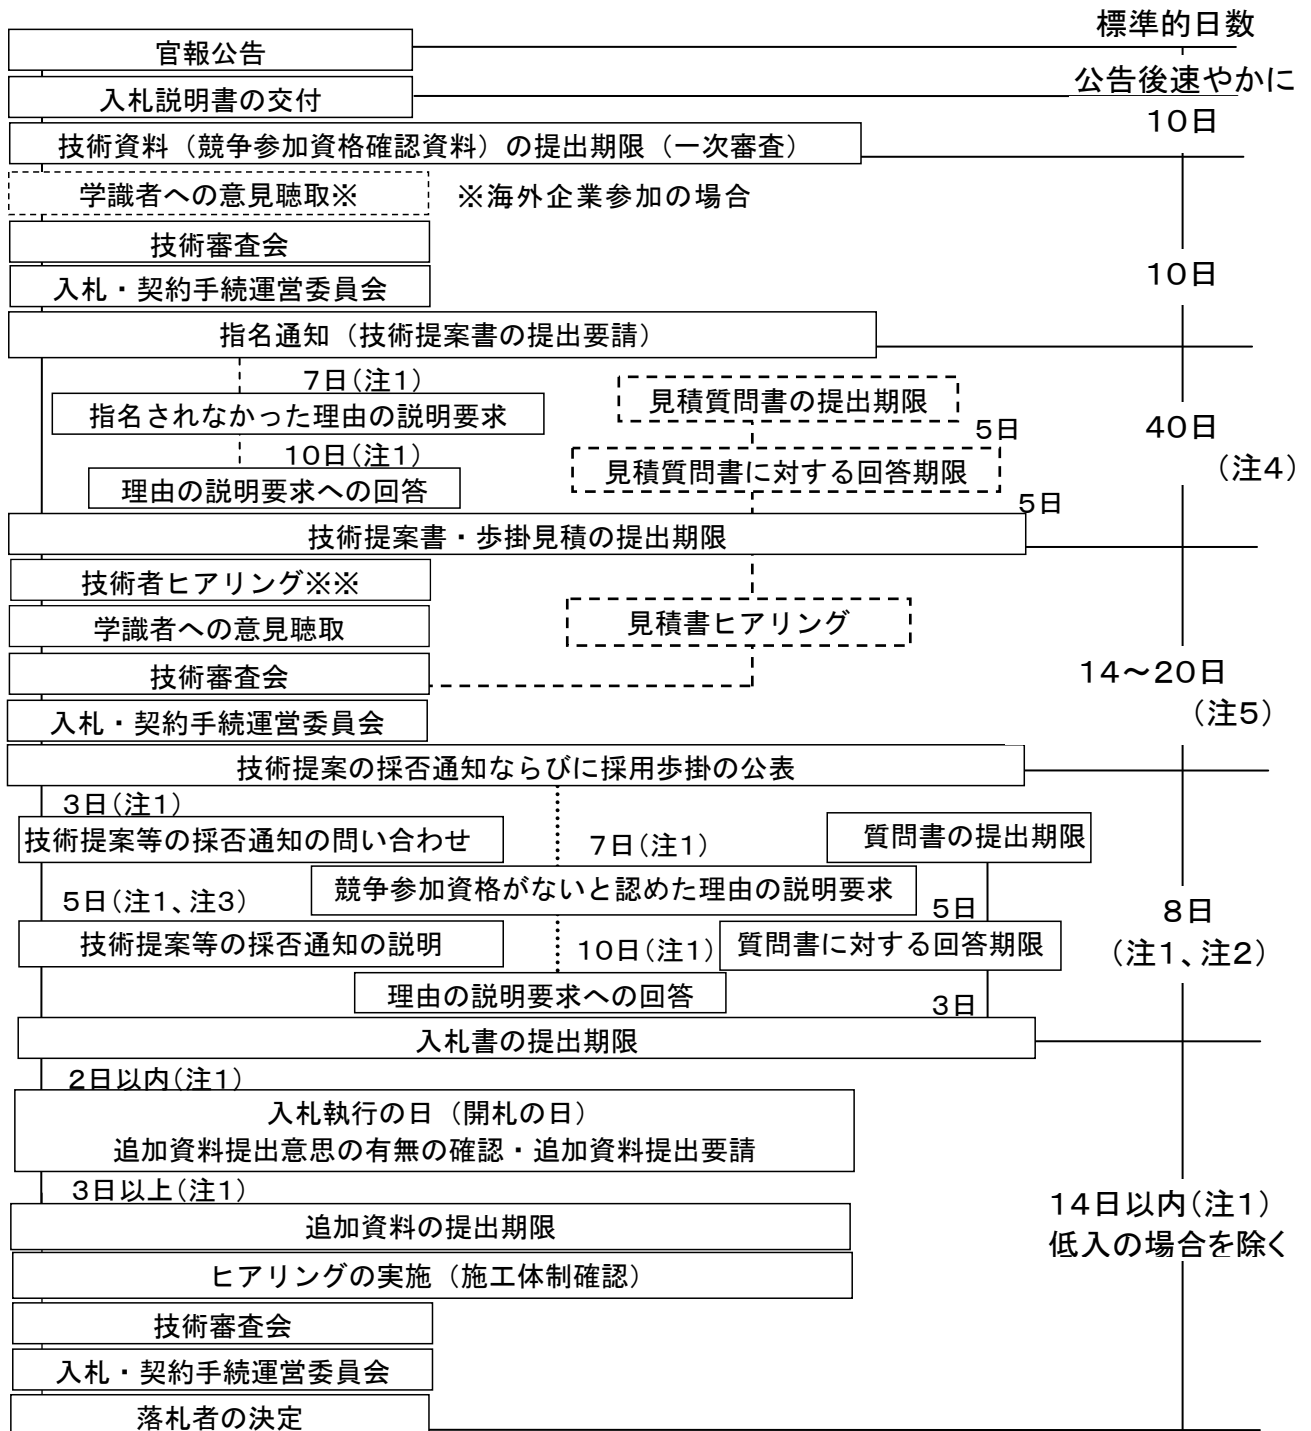 標準的日数
官報公告
公告後速やかに
入札説明書の交付
10日
技術資料（競争参加資格確認資料）の提出期限（一次審査）
学識者への意見聴取※
※海外企業参加の場合
技術審査会
入札・契約手続運営委員会
10日
指名通知（技術提案書の提出要請）
7日（注1）
指名されなかった理由の説明要求
10日（注1）
理由の説明要求への回答
見積質問書の提出期限
5日
見積質問書に対する回答期限
5日
40日
（注4）
技術提案書・歩掛見積の提出期限
技術者ヒアリング※※
学識者への意見聴取
見積書ヒアリング
技術審査会
入札・契約手続運営委員会
14～20日
（注5）
技術提案の採否通知ならびに採用歩掛の公表
3日（注1）
技術提案等の採否通知の問い合わせ
5日（注1、注3）
技術提案等の採否通知の説明
7日（注1）
競争参加資格がないと認めた理由の説明要求
10日（注1）
理由の説明要求への回答
質問書の提出期限
5日
質問書に対する回答期限
3日
8日
（注1、注2）
入札書の提出期限
2日以内（注1）
入札執行の日（開札の日）
追加資料提出意思の有無の確認・追加資料提出要請
3日以上（注1）
追加資料の提出期限
14日以内（注1）
低入の場合を除く
ヒアリングの実施（施工体制確認）
技術審査会
入札・契約手続運営委員会
落札者の決定